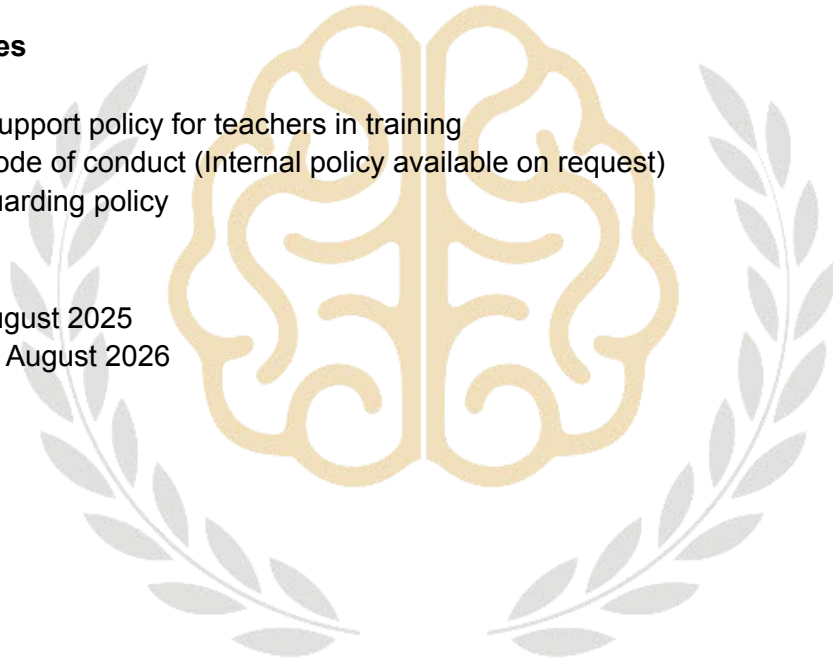 es
upport policy for teachers in training
ode of conduct (Internal policy available on request)
uarding policy
ugust 2025
August 2026